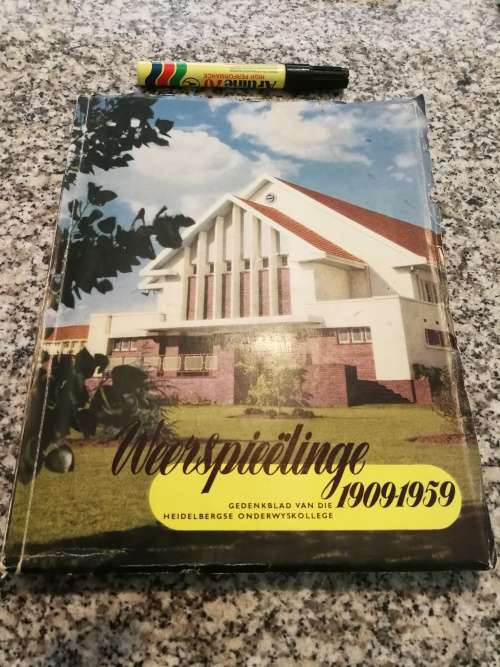 Artline 70
HIGH PERFORMANCE
Weerspieëlinge
1909-1959
GEDENKBLAD VAN DIE
HEIDELBERGSE ONDERWYSKOLLEGE